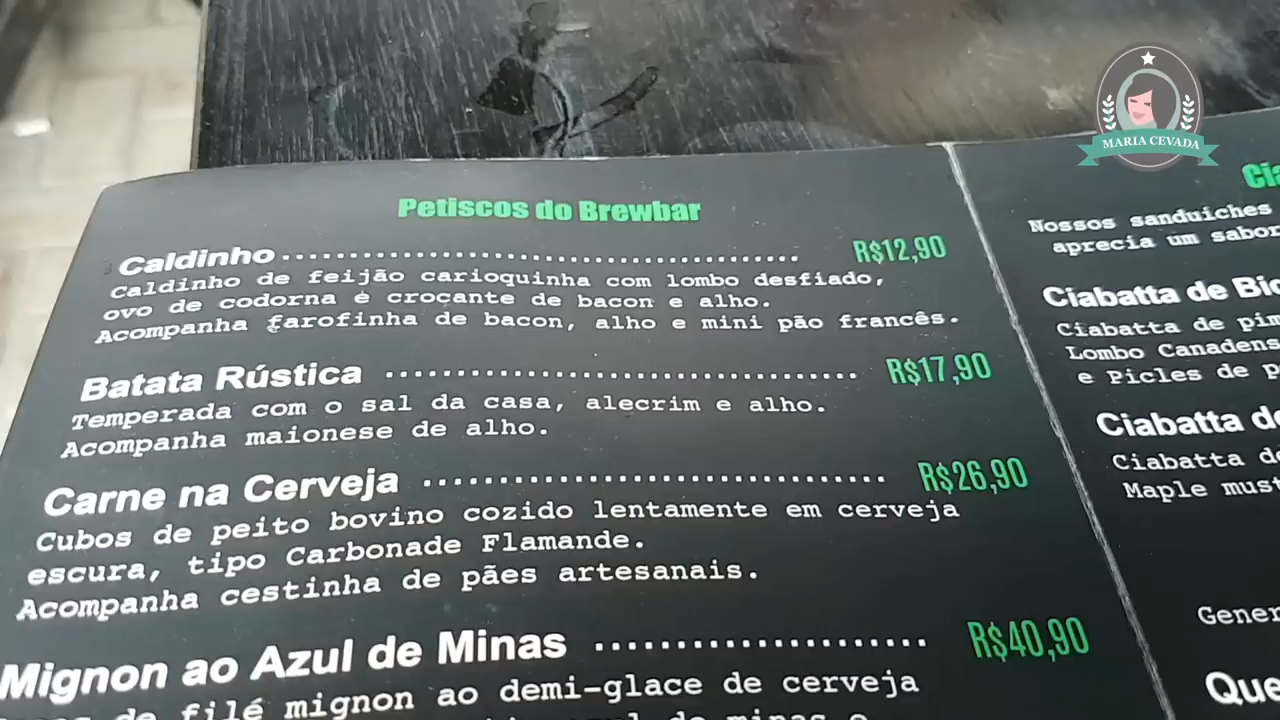 MARIA CEVADA
Petiscos do Brewbar
Caldinho R$12,90
Caldinho de feijão carioquinha com lombo desfiado,
ovo de codorna e crocante de bacon e alho.
Acompanha farofinha de bacon, alho e mini pão francês.
Batata Rústica R$17,90
Temperada com o sal da casa, alecrim e alho.
Acompanha maionese de alho.
Carne na Cerveja R$26,90
Cubos de peito bovino cozido lentamente em cerveja
escura, tipo Carbonade Flamande.
Acompanha cestinha de pães artesanais.
Mignon ao Azul de Minas R$40,90
de filé mignon ao demi-glace de cerveja
azul de minas e
Nossos sanduiches
aprecia um sabor
Ciabatta de
Ciabatta de
Lombo
e Picles de
Ciabatta
Ciabatta
Maple